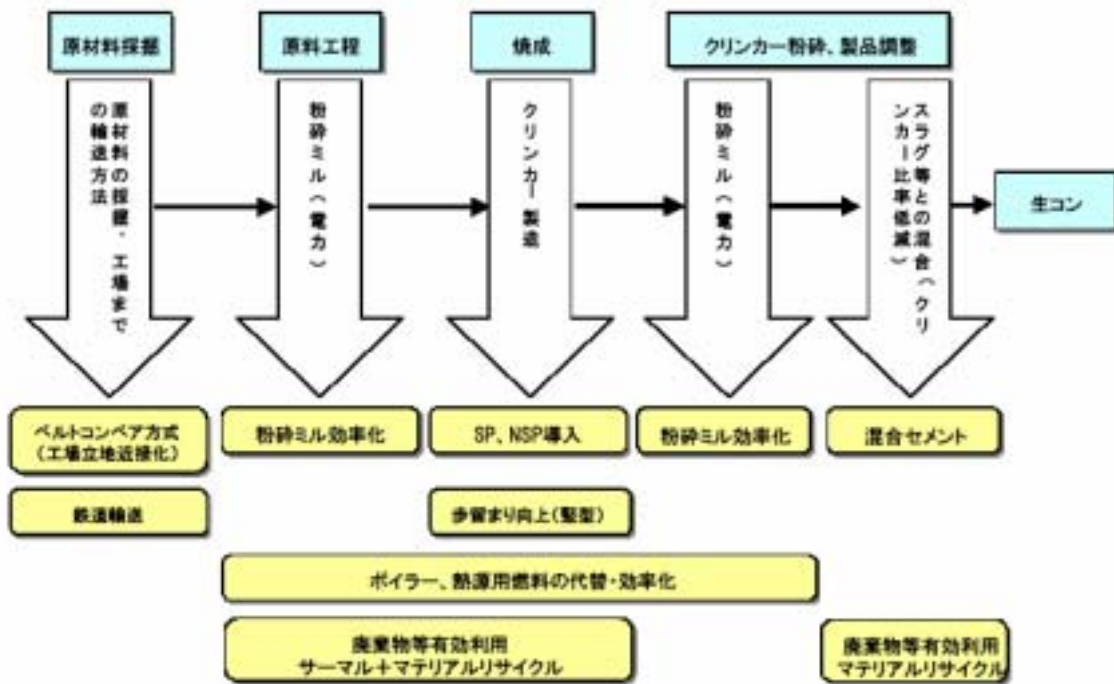 原材料採掘
原料工程
焼成
クリンカー粉砕、製品調整
原材料の採掘・工場まで
の輸送方法
粉砕ミル(電力)
クリンカー製造
粉砕ミル(電力)
スラグ等との混合(クリ
ンカー比率低減)
生コン
ベルトコンベア方式
(工場立地近接化)
粉砕ミル効率化
SP、NSP導入
粉砕ミル効率化
混合セメント
鉄道輸送
歩留まり向上(竪型)
ボイラー、熱源用燃料の代替・効率化
廃棄物等有効利用
サーマル+マテリアルリサイクル
廃棄物等有効利用
マテリアルリサイクル